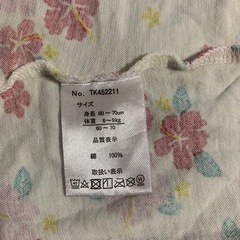 No. TK452211
サイズ
身長 60～70cm
体重 6～9kg
60～70
品質表示
綿 100%
取扱い表示